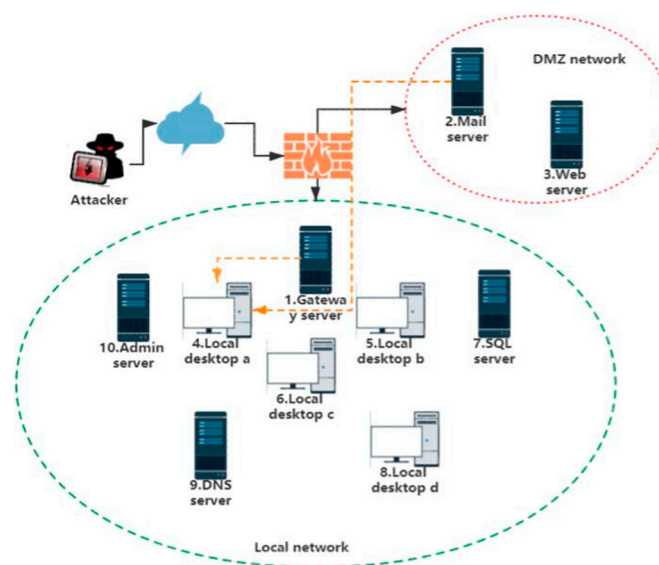 DMZ network
2.Mail
server
3.Web
server
Attacker
1.Gatewa
y server
10.Admin
server
4.Local
desktop a
5.Local
desktop b
7.SQL
server
6.Local
desktop c
9.DNS
server
8.Local
desktop d
Local network